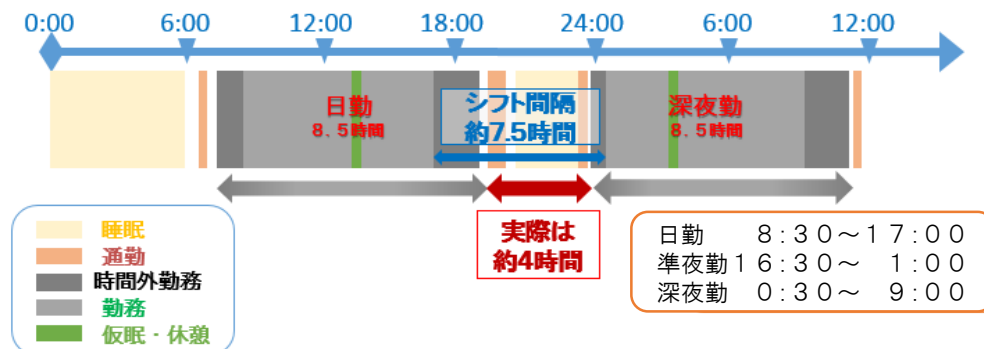 0:00 6:00 12:00 18:00 24:00 6:00 12:00
日勤
8．5時間
シフト間隔
約7.5時間
深夜勤
8．5時間
実際は
約4時間
睡眠
通勤
時間外勤務
勤務
仮眠・休憩
日勤　　８：３０～１７：００
準夜勤１６：３０～　１：００
深夜勤　０：３０～　９：００